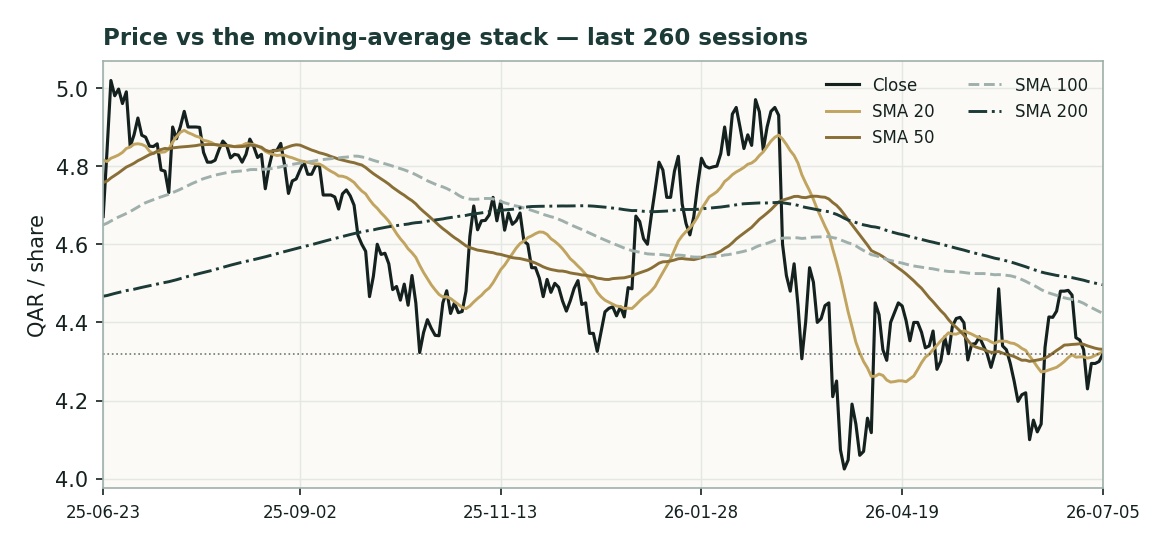 Price vs the moving-average stack — last 260 sessions
QAR / share
5.0
4.8
4.6
4.4
4.2
4.0
Close
SMA 20
SMA 50
SMA 100
SMA 200
25-06-23
25-09-02
25-11-13
26-01-28
26-04-19
26-07-05